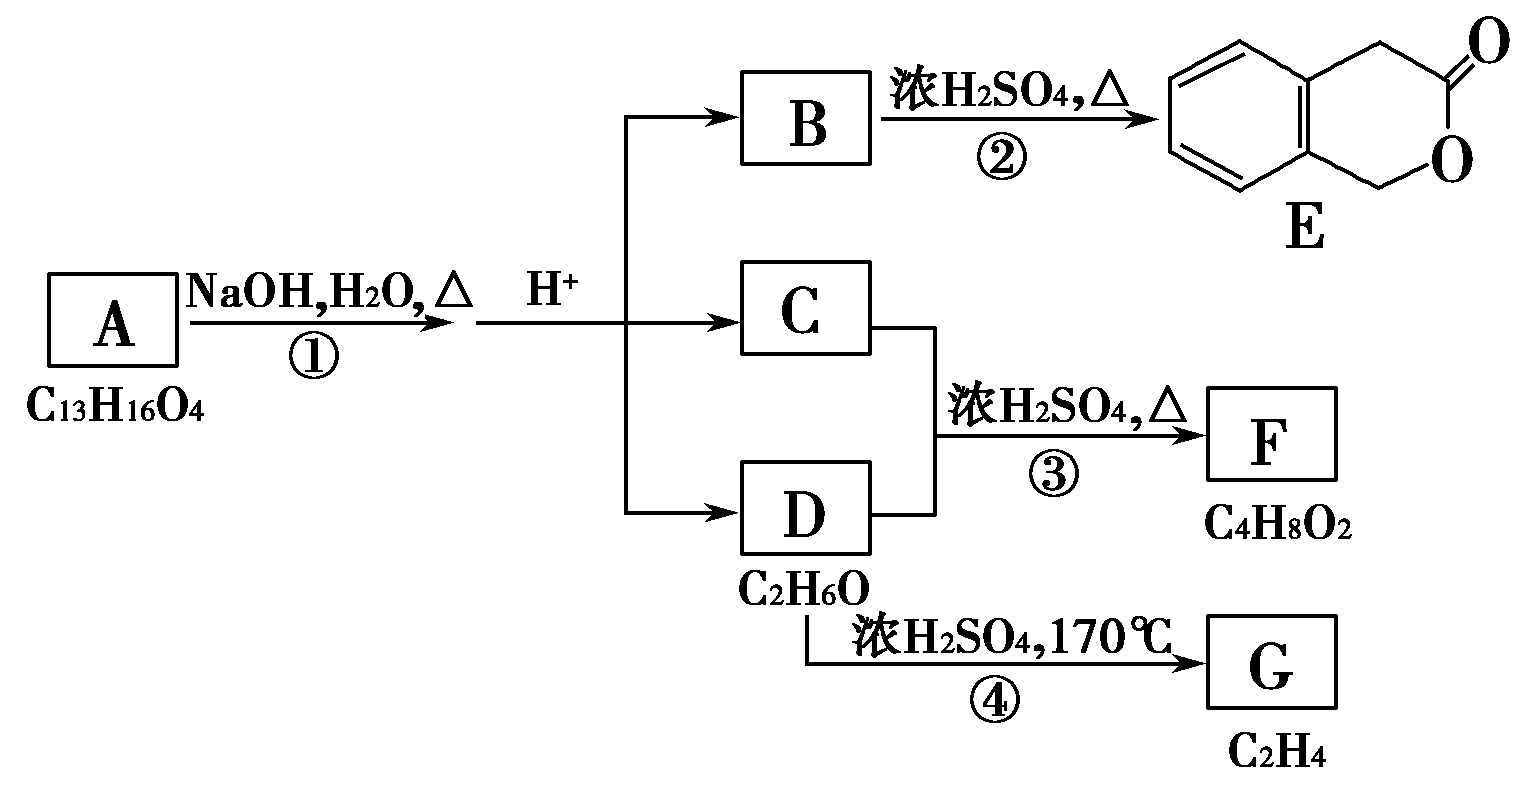 O
B
浓H₂SO₄,△
②
O
E
A
NaOH,H₂O,△
①
H⁺
C
C₁₃H₁₆O₄
浓H₂SO₄,△
③
F
D
C₄H₈O₂
C₂H₆O
浓H₂SO₄,170℃
④
G
C₂H₄